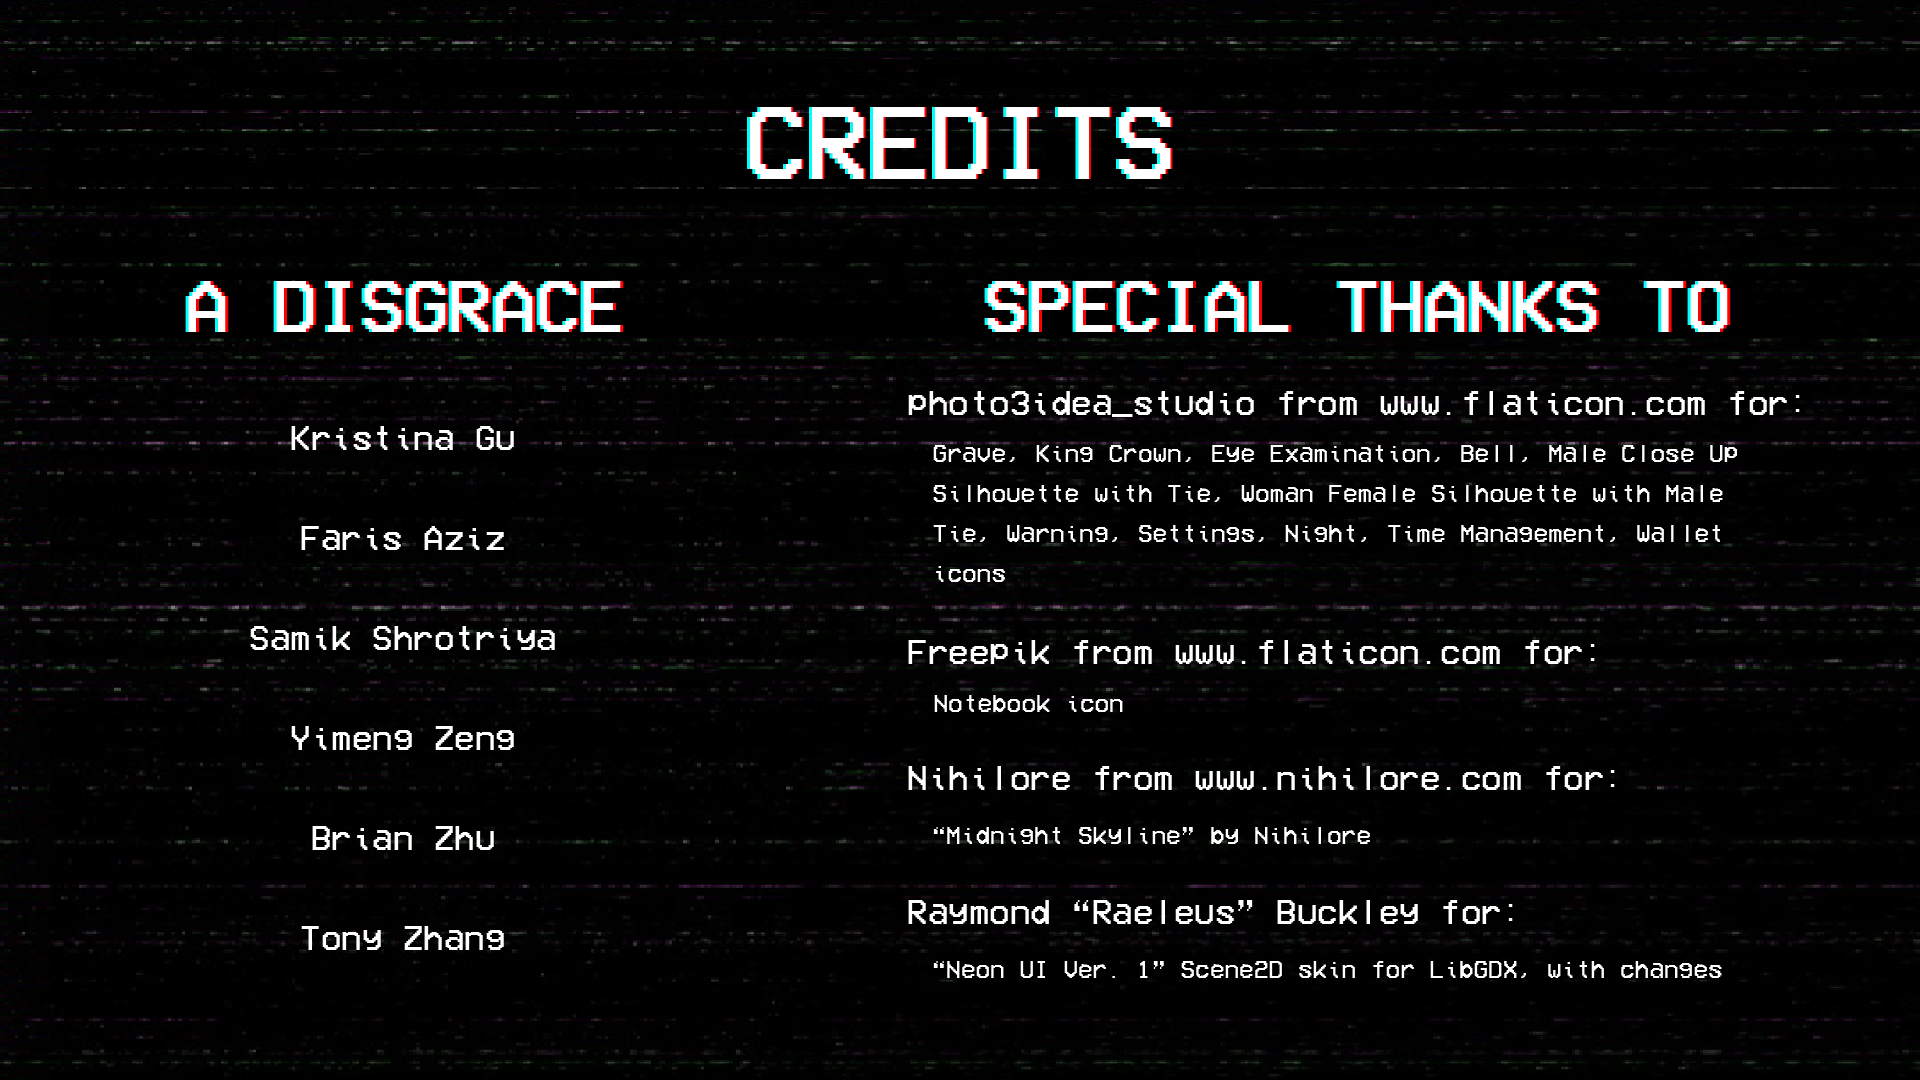 CREDITS
A DISGRACE
Kristina Gu
Faris Aziz
Samik Shrotriya
Yimeng Zeng
Brian Zhu
Tony Zhang
SPECIAL THANKS TO
photo3idea_studio from www.flaticon.com for:
Grave, King Crown, Eye Examination, Bell, Male Close Up
Silhouette with Tie, Woman Female Silhouette with Male
Tie, Warning, Settings, Night, Time Management, Wallet
icons
Freepik from www.flaticon.com for:
Notebook icon
Nihilore from www.nihilore.com for:
“Midnight Skyline” by Nihilore
Raymond “Raeleus” Buckley for:
“Neon UI Ver. 1” Scene2D skin for LibGDX, with changes